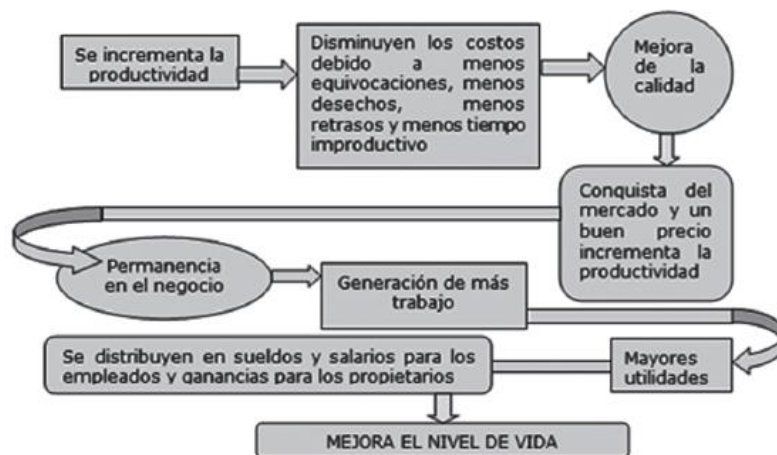 Se incrementa la
productividad
Disminuyen los costos
debido a menos
equivocaciones, menos
desechos, menos
retrasos y menos tiempo
improductivo
Mejora
de la
calidad
Conquista del
mercado y un
buen precio
incrementa la
productividad
Permanencia
en el negocio
Generación de más
trabajo
Mayores
utilidades
Se distribuyen en sueldos y salarios para los
empleados y ganancias para los propietarios
MEJORA EL NIVEL DE VIDA